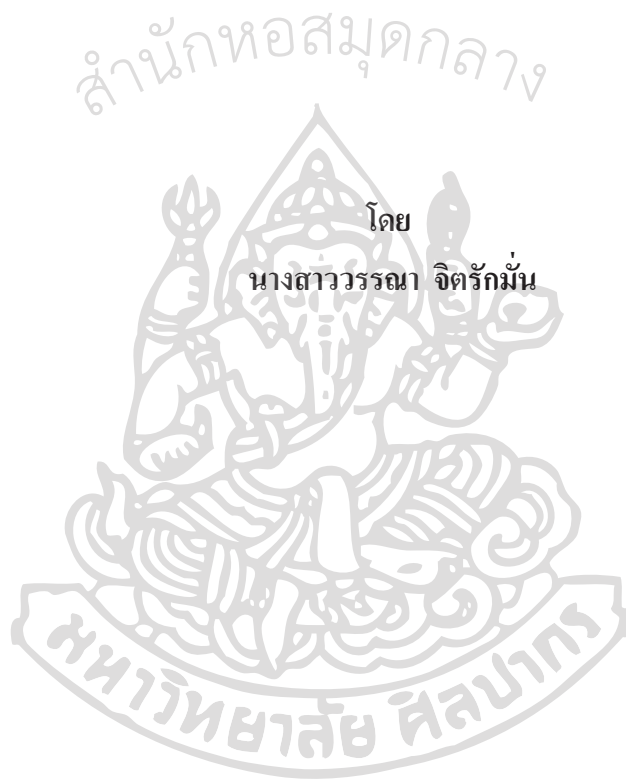 สำนักหอสมุดกลาง
โดย
นางสาววรรณา จิตรักมั่น
มหาวิทยาลัย ศิลปากร